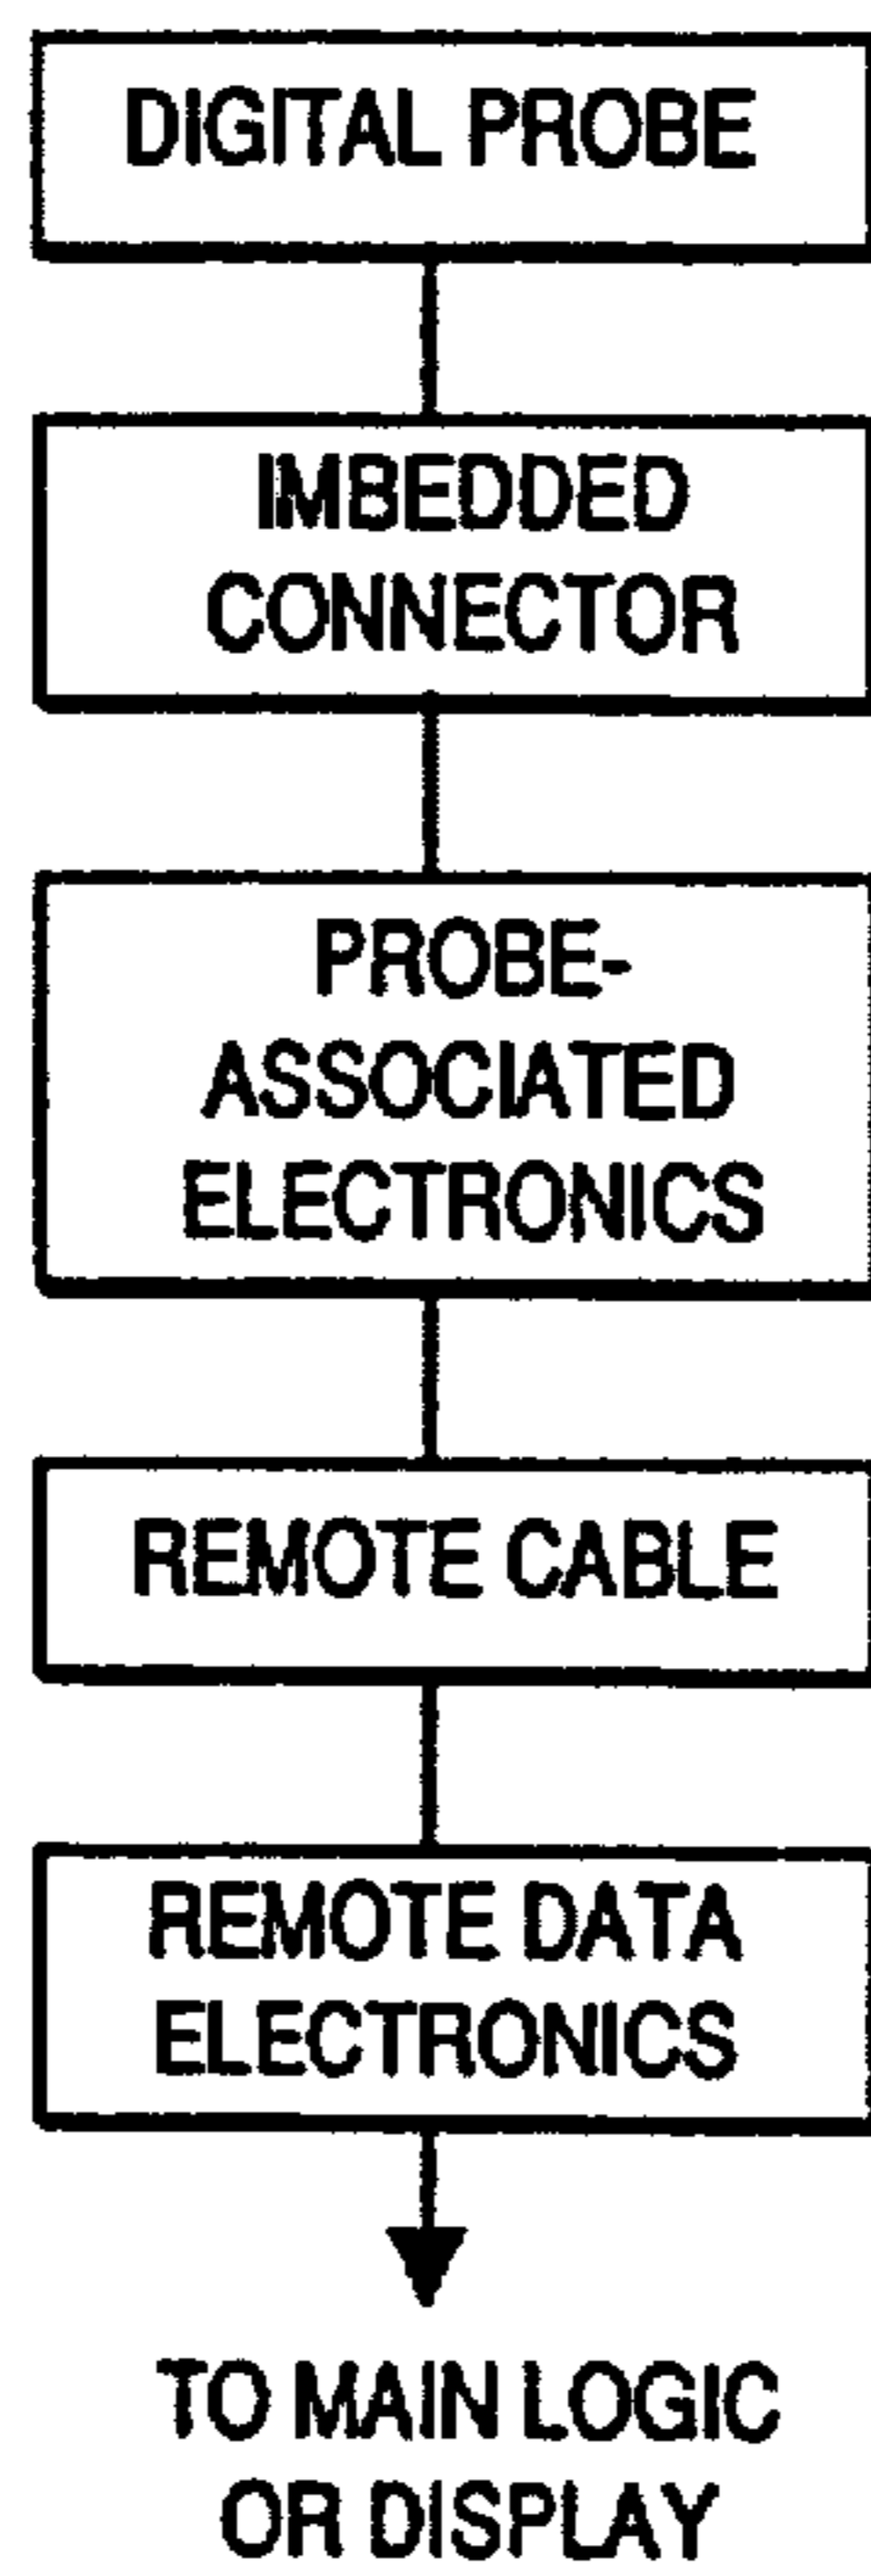 DIGITAL PROBE
IMBEDDED
CONNECTOR
PROBE-
ASSOCIATED
ELECTRONICS
REMOTE CABLE
REMOTE DATA
ELECTRONICS
TO MAIN LOGIC
OR DISPLAY